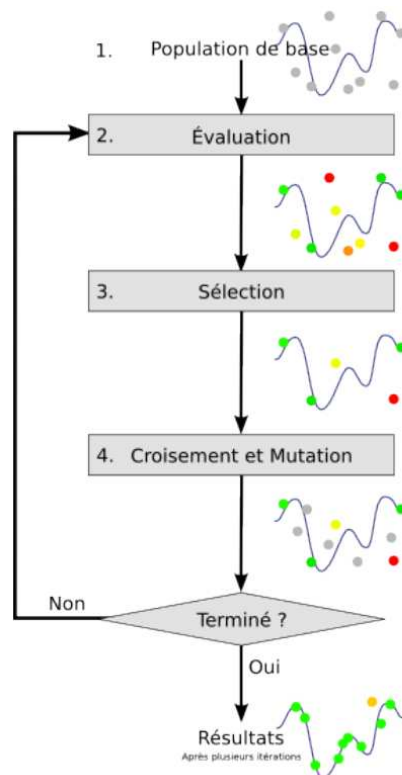 1. Population de base
2. Évaluation
3. Sélection
4. Croisement et Mutation
Terminé ?
Non
Oui
Résultats
Après plusieurs itérations